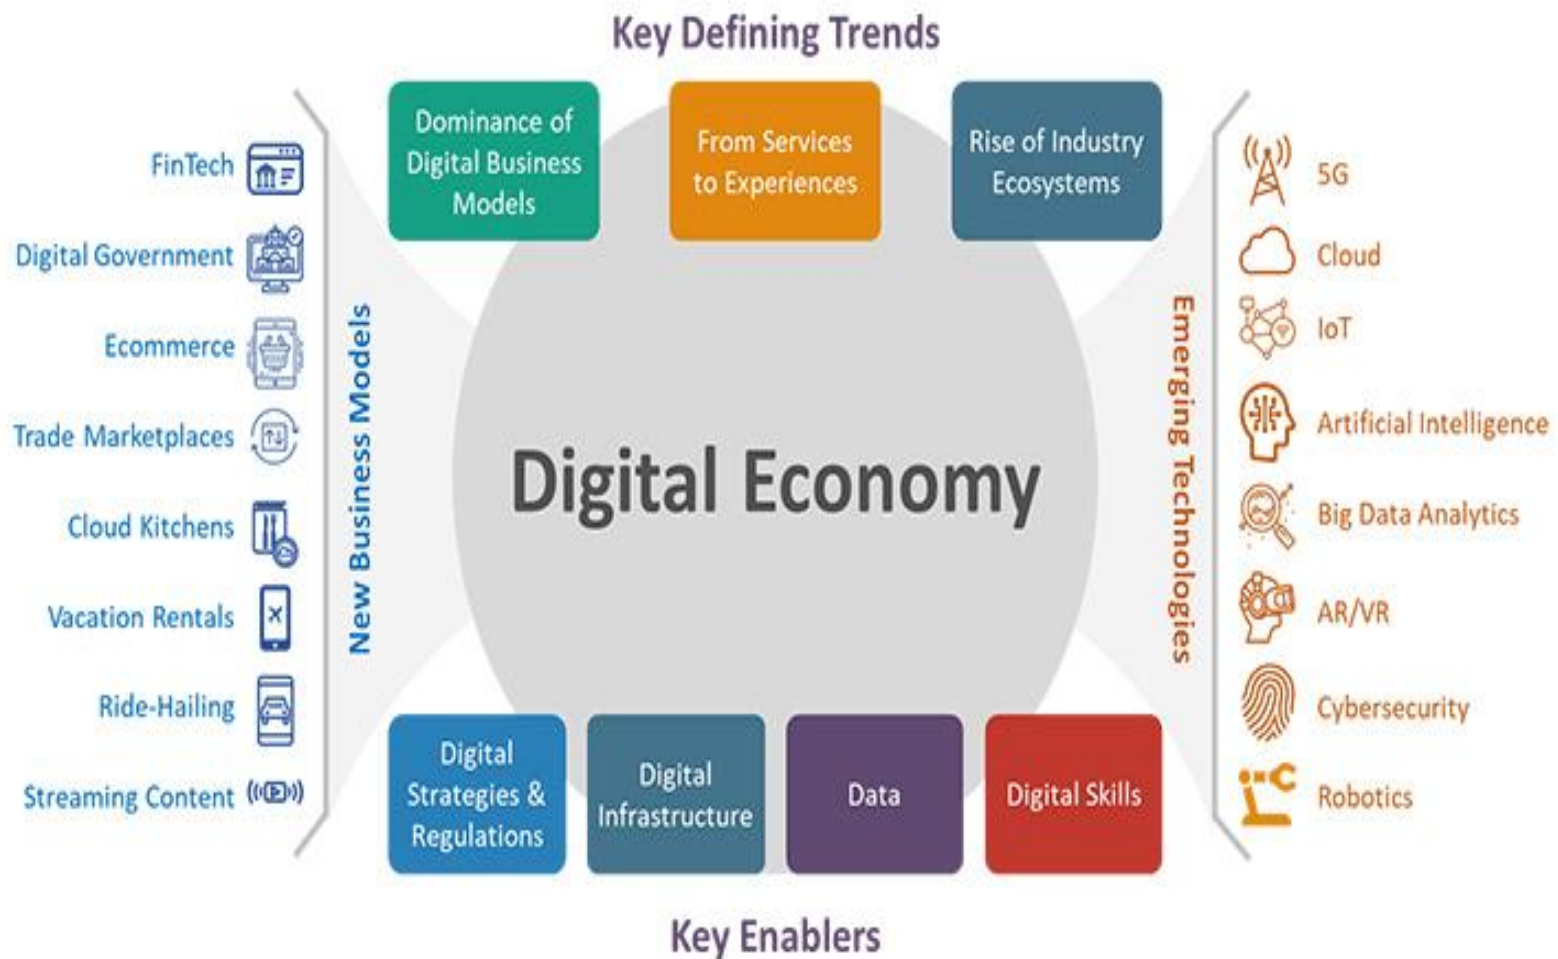 Key Defining Trends
Dominance of
Digital Business
Models
From Services
to Experiences
Rise of Industry
Ecosystems
FinTech
Digital Government
Ecommerce
Trade Marketplaces
Cloud Kitchens
Vacation Rentals
Ride-Hailing
Streaming Content
New Business Models
Digital Economy
Emerging Technologies
5G
Cloud
IoT
Artificial Intelligence
Big Data Analytics
AR/VR
Cybersecurity
Robotics
Digital
Strategies &
Regulations
Digital
Infrastructure
Data
Digital Skills
Key Enablers